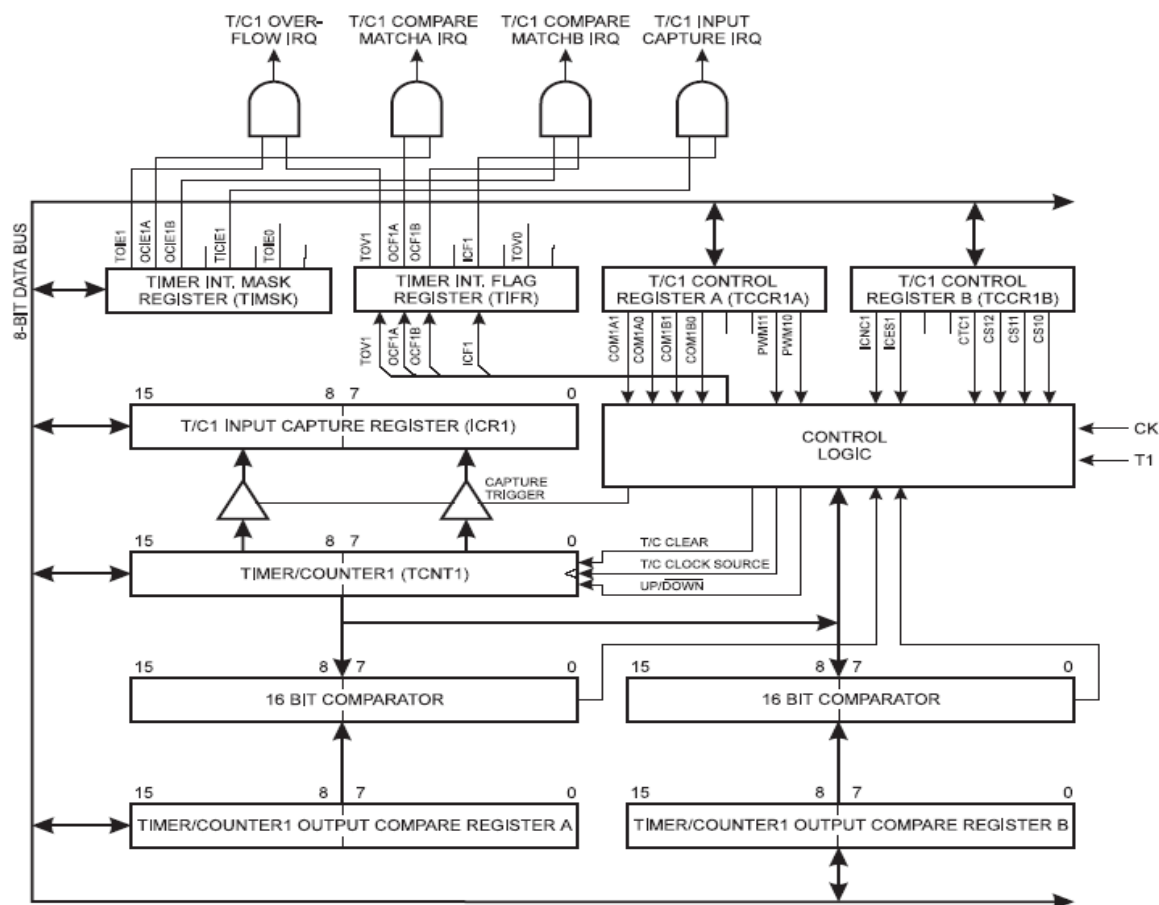 T/C1 OVER-
FLOW IRQ
T/C1 COMPARE
MATCHA IRQ
T/C1 COMPARE
MATCHB IRQ
T/C1 INPUT
CAPTURE IRQ
8-BIT DATA BUS
TOIE1
OCIE1A
OCIE1B
TICIE1
TOIE0
TOV1
OCF1A
OCF1B
ICF1
TOV0
TIMER INT. MASK
REGISTER (TIMSK)
TIMER INT. FLAG
REGISTER (TIFR)
T/C1 CONTROL
REGISTER A (TCCR1A)
T/C1 CONTROL
REGISTER B (TCCR1B)
TOV1
OCF1A
OCF1B
ICF1
COM1A1
COM1A0
COM1B1
COM1B0
PWM11
PWM10
ICNC1
ICES1
CTC1
CS12
CS11
CS10
15 8 7 0
T/C1 INPUT CAPTURE REGISTER (ICR1)
CONTROL
LOGIC
CK
T1
CAPTURE
TRIGGER
15 8 7 0
TIMER/COUNTER1 (TCNT1)
T/C CLEAR
T/C CLOCK SOURCE
UP/DOWN
15 8 7 0
16 BIT COMPARATOR
15 8 7 0
16 BIT COMPARATOR
15 8 7 0
TIMER/COUNTER1 OUTPUT COMPARE REGISTER A
15 8 7 0
TIMER/COUNTER1 OUTPUT COMPARE REGISTER B